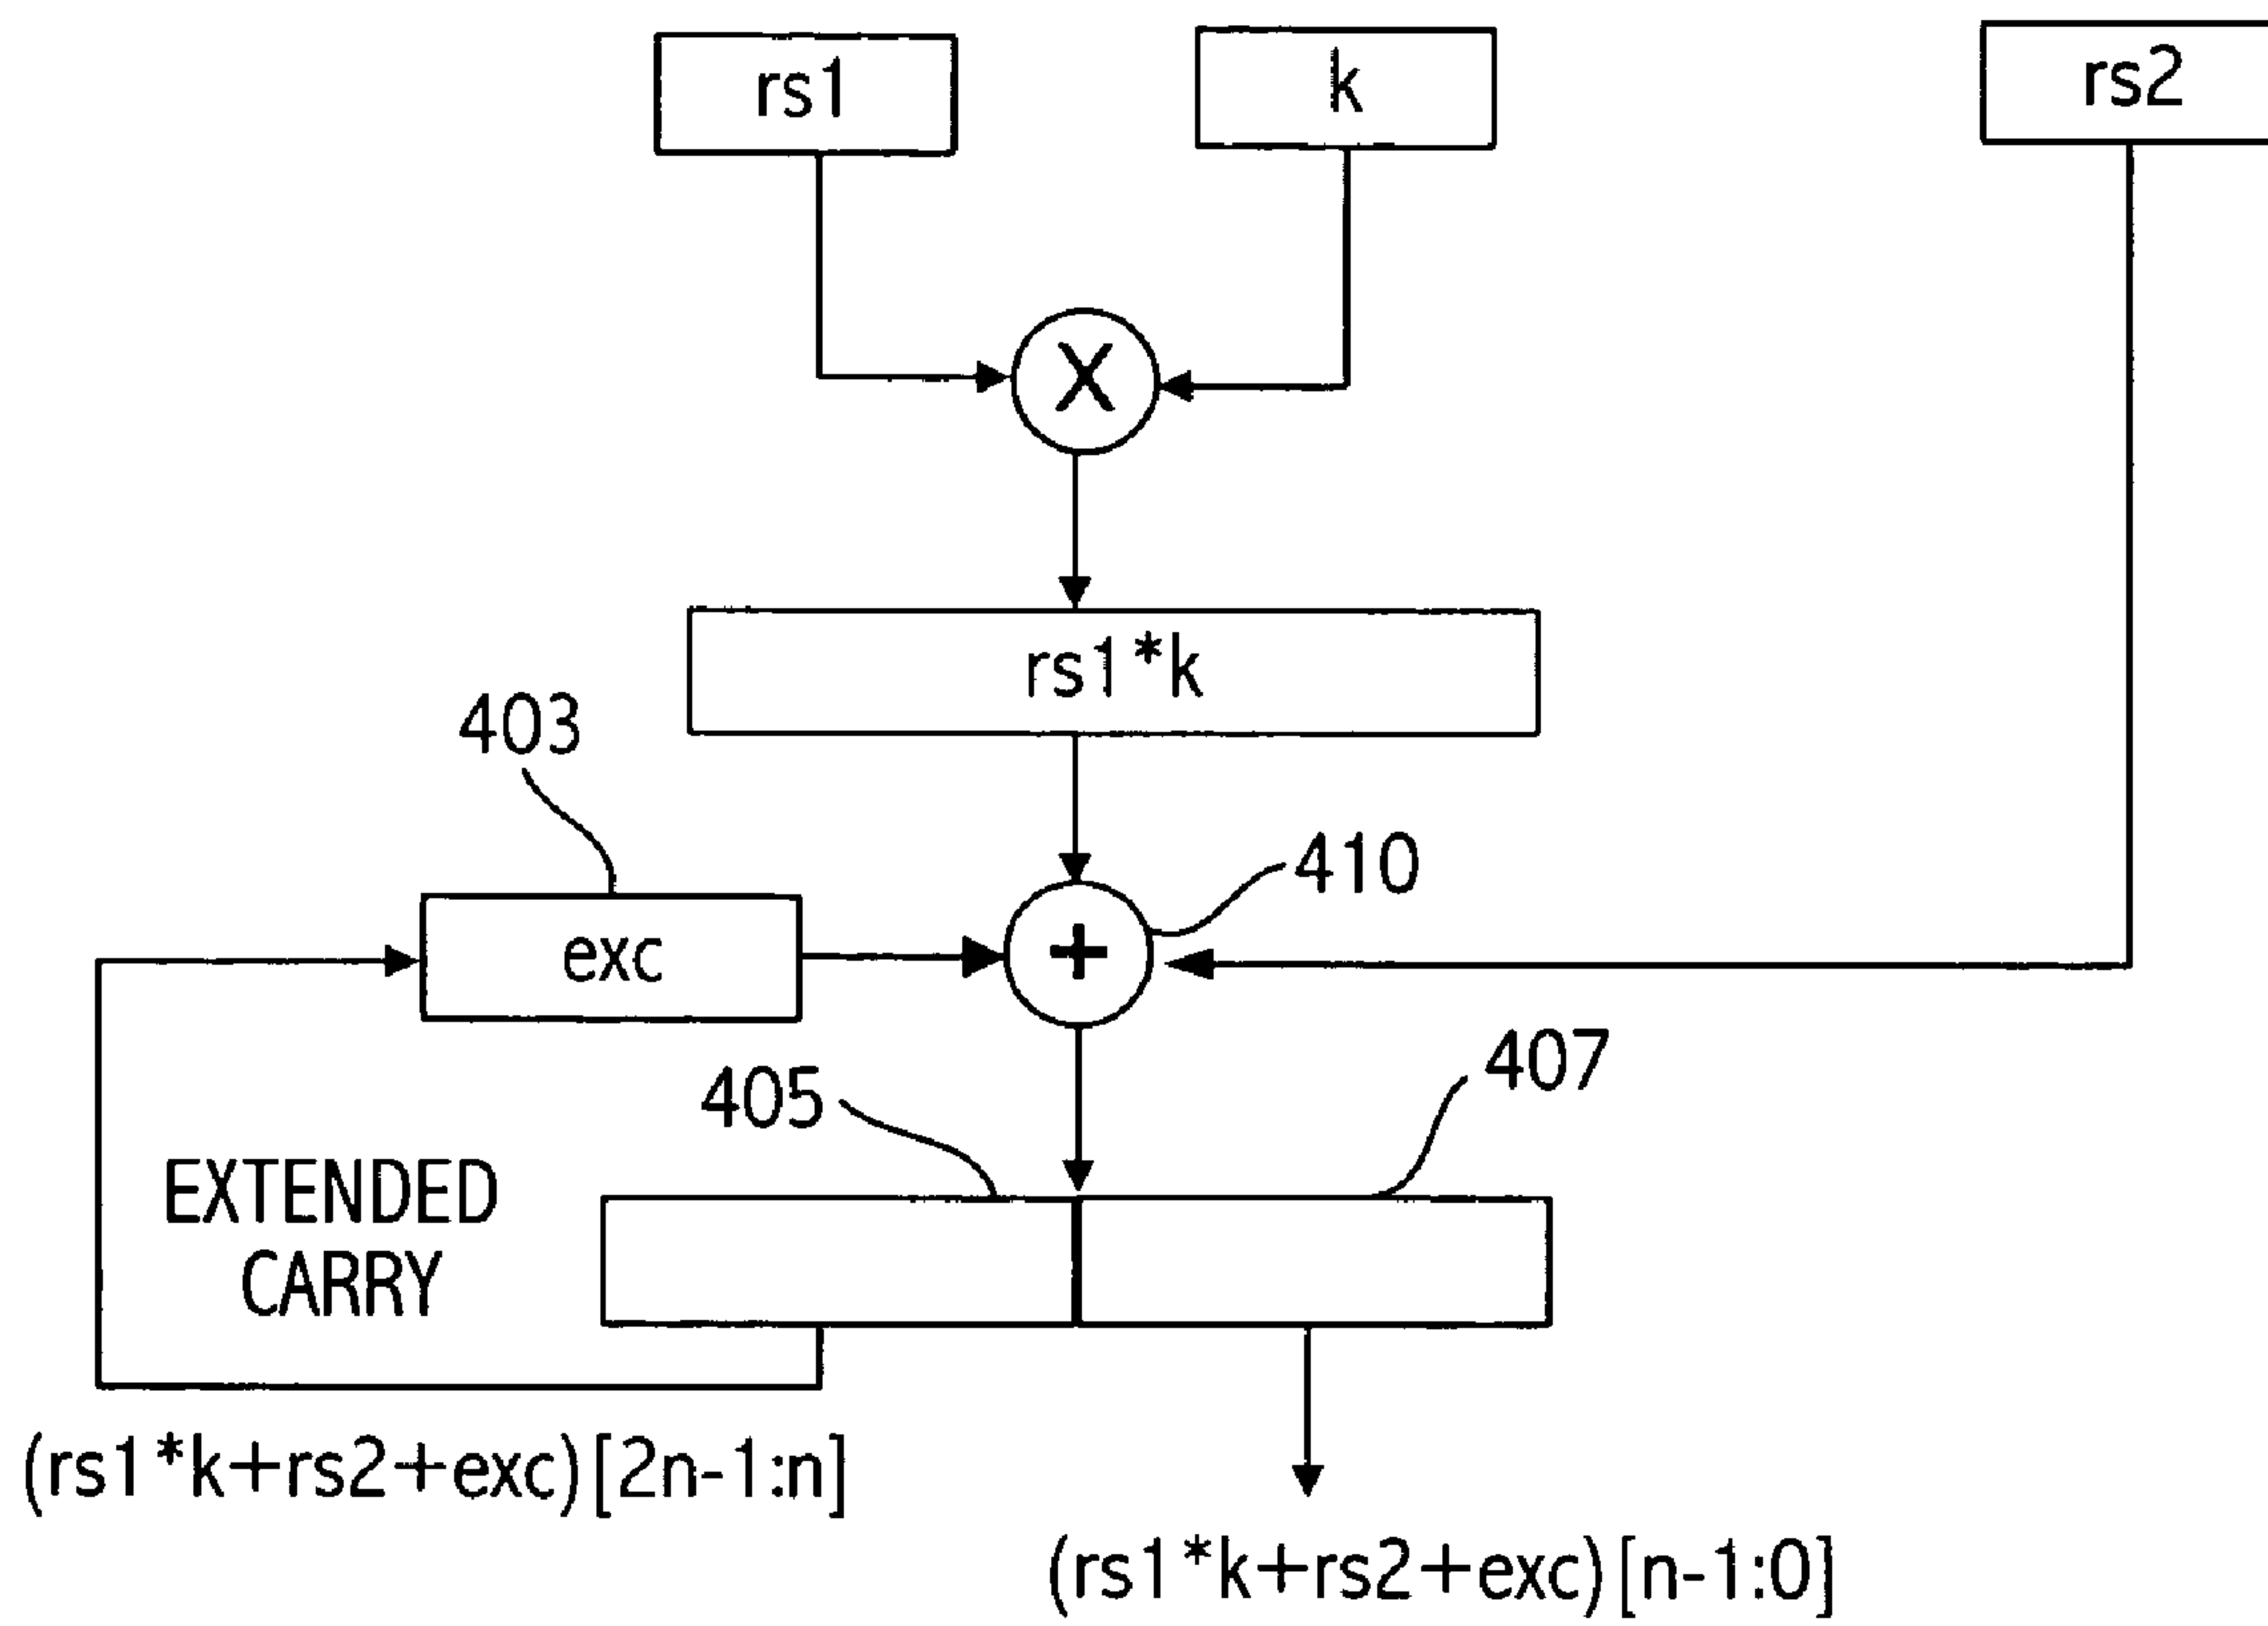 rs1
k
rs2
X
rs1*k
403
410
exc
+
405
407
EXTENDED
CARRY
(rs1*k+rs2+exc)[2n-1:n]
(rs1*k+rs2+exc)[n-1:0]